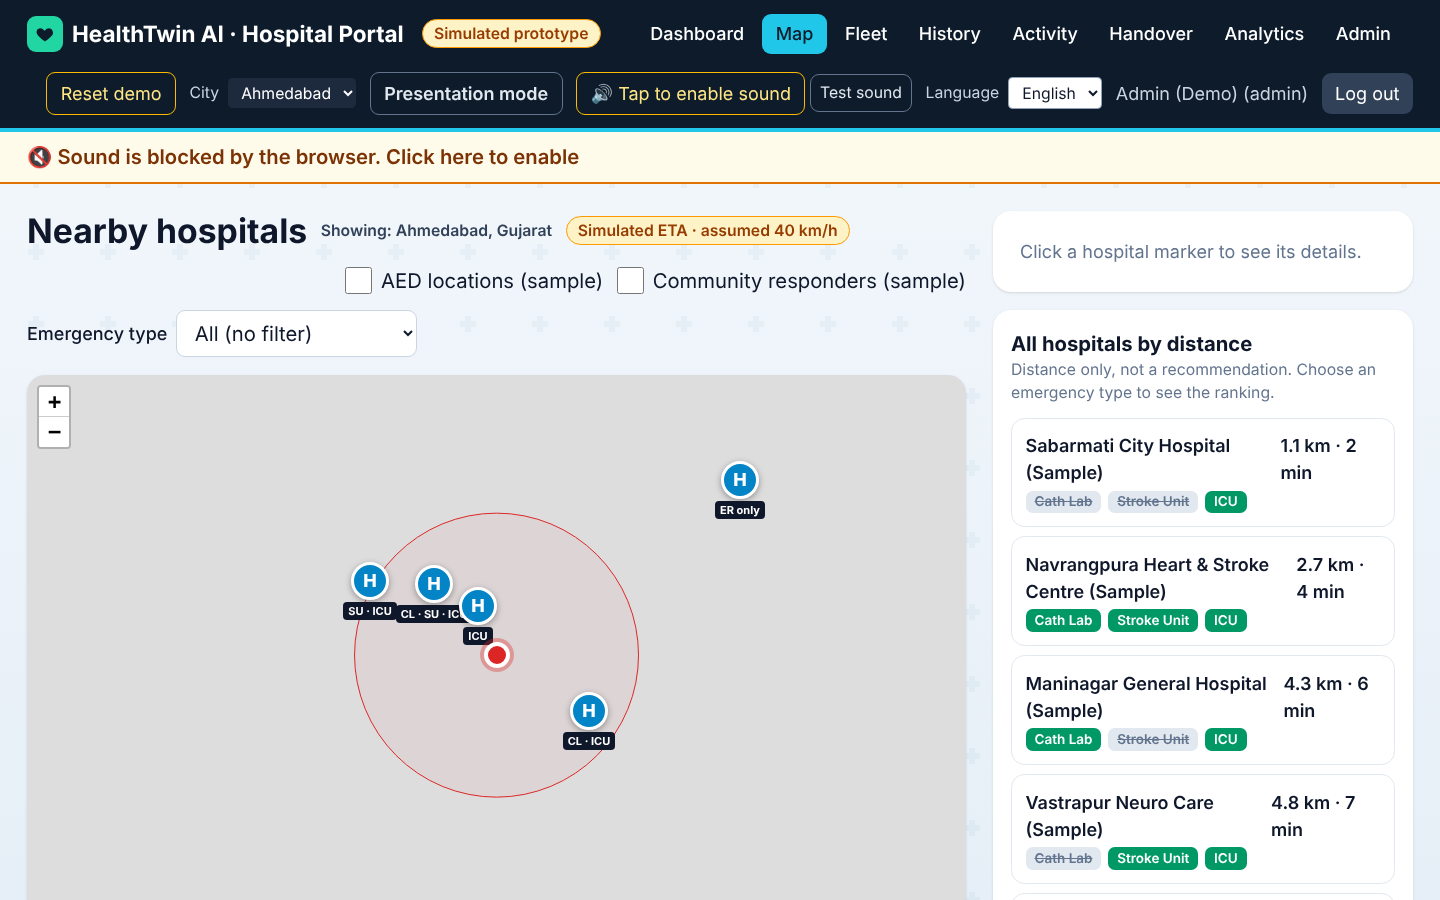 HealthTwin AI · Hospital Portal
Simulated prototype
Dashboard
Map
Fleet
History
Activity
Handover
Analytics
Admin
Reset demo
City
Ahmedabad
Presentation mode
🔊 Tap to enable sound
Test sound
Language
English
Admin (Demo) (admin)
Log out
🔇 Sound is blocked by the browser. Click here to enable
Nearby hospitals
Showing: Ahmedabad, Gujarat
Simulated ETA · assumed 40 km/h
AED locations (sample)
Community responders (sample)
Emergency type
All (no filter)
+
−
H
ER only
H
SU · ICU
H
CL · SU · IC
H
ICU
H
CL · ICU
Click a hospital marker to see its details.
All hospitals by distance
Distance only, not a recommendation. Choose an
emergency type to see the ranking.
Sabarmati City Hospital
(Sample)
1.1 km · 2
min
Cath Lab
Stroke Unit
ICU
Navrangpura Heart & Stroke
Centre (Sample)
2.7 km ·
4 min
Cath Lab
Stroke Unit
ICU
Maninagar General Hospital
(Sample)
4.3 km · 6
min
Cath Lab
Stroke Unit
ICU
Vastrapur Neuro Care
(Sample)
4.8 km · 7
min
Cath Lab
Stroke Unit
ICU